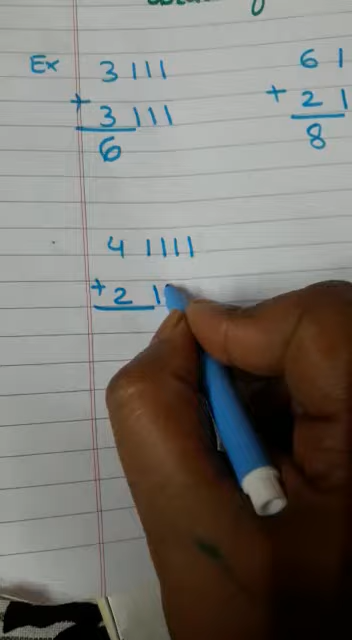 Ex 3 111 6 1
+ 3 111 + 2 1
6 8
4 1111
+ 2 1